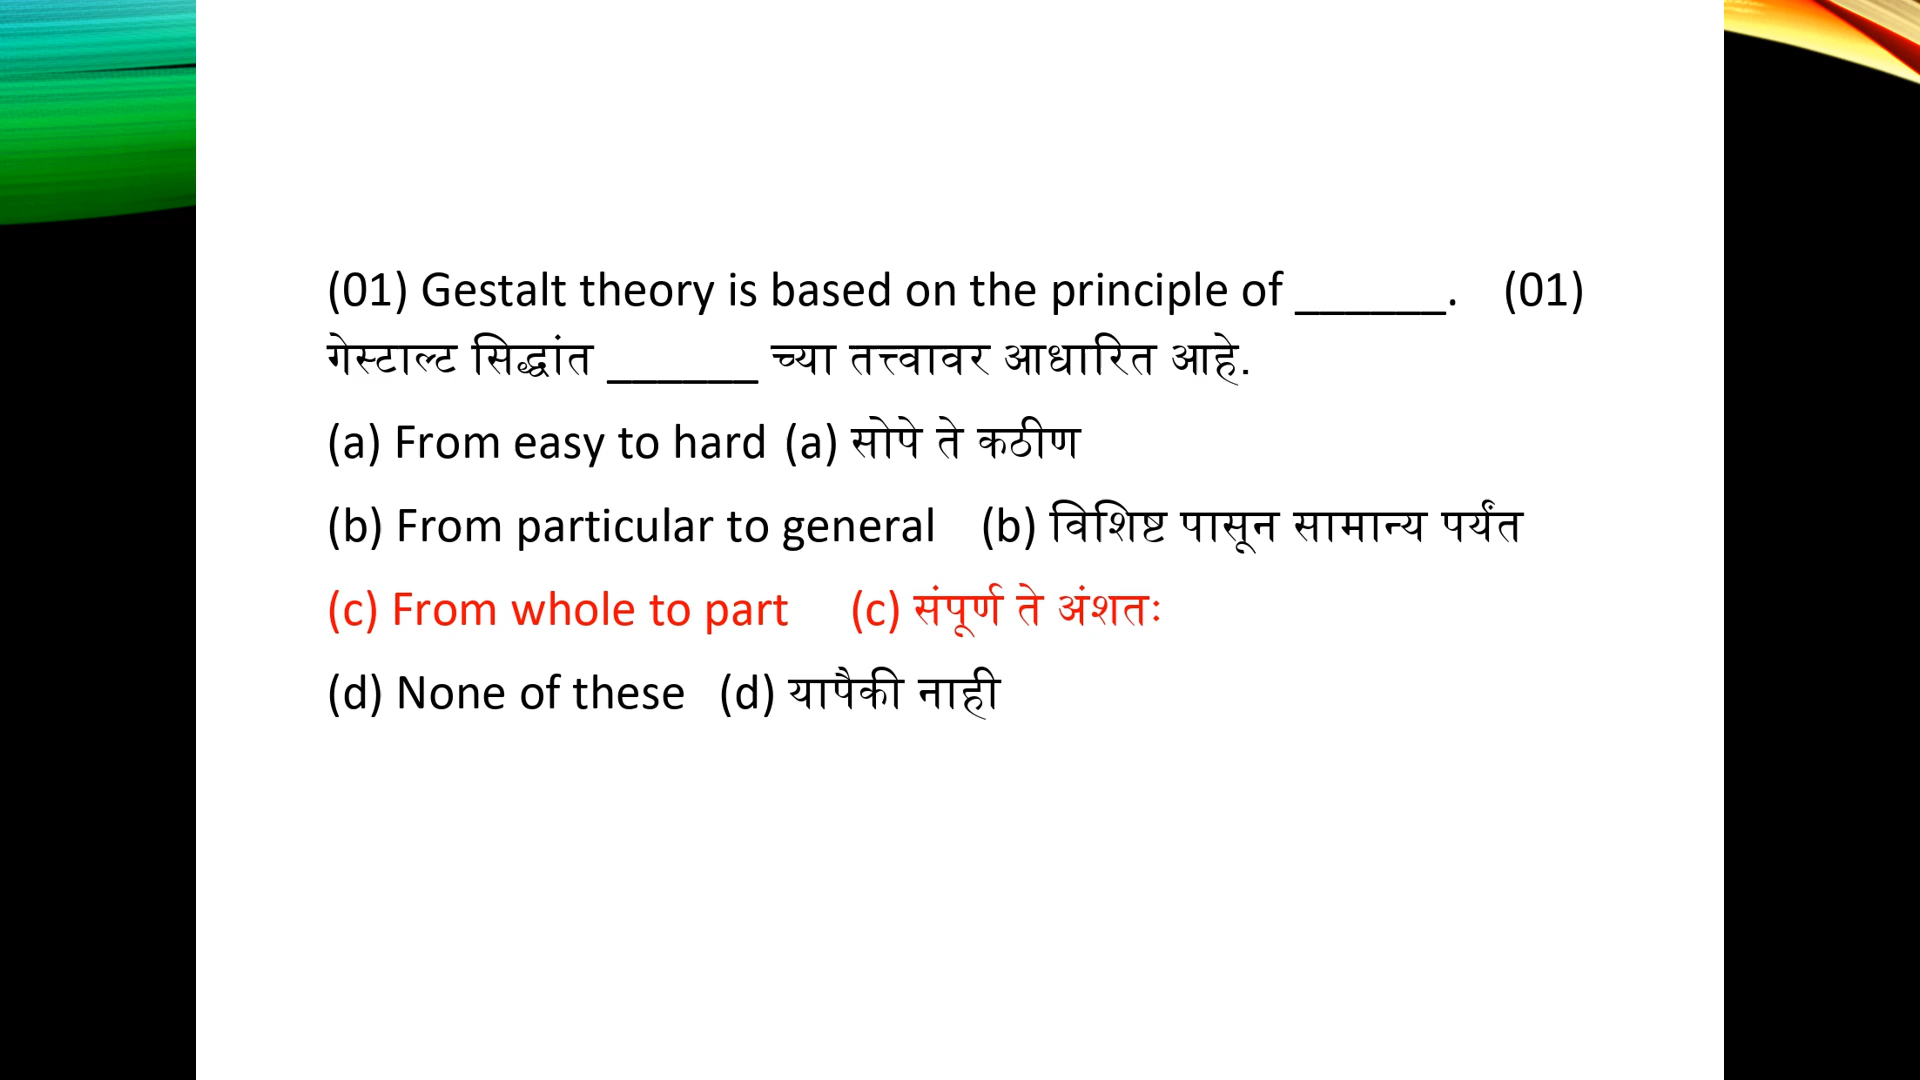 (01) Gestalt theory is based on the principle of ______. (01)
गेस्टाल्ट सिद्धांत ______ च्या तत्त्वावर आधारित आहे.
(a) From easy to hard (a) सोपे ते कठीण
(b) From particular to general (b) विशिष्ट पासून सामान्य पर्यंत
(c) From whole to part (c) संपूर्ण ते अंशतः
(d) None of these (d) यापैकी नाही